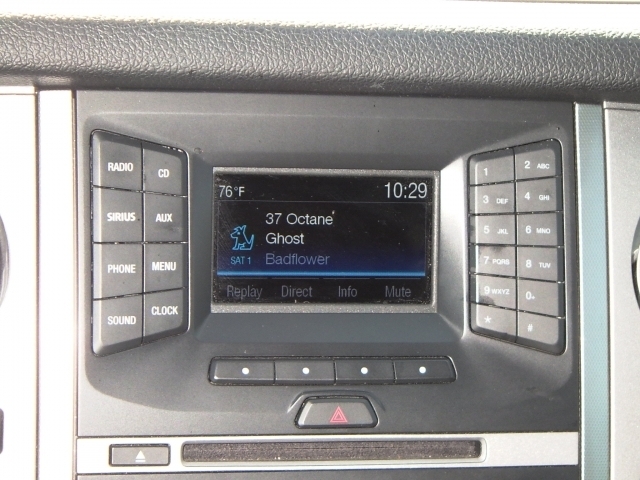 76°F 10:29
37 Octane
Ghost
SAT 1 Badflower
Replay Direct Info Mute
RADIO CD
SIRIUS AUX
PHONE MENU
SOUND CLOCK
1 2 ABC
3 DEF 4 GHI
5 JKL 6 MNO
7 PQRS 8 TUV
9 WXYZ 0+
* #